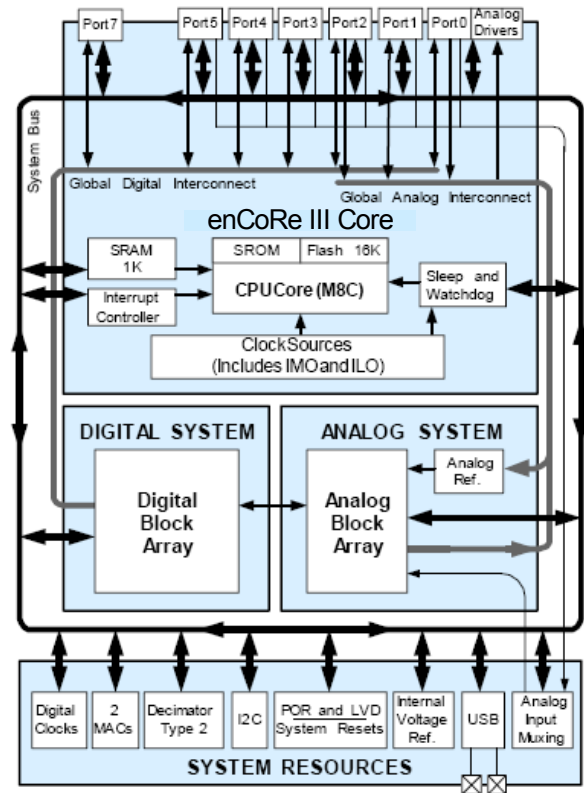 Port7
Port5
Port4
Port3
Port2
Port1
Port0
Analog
Drivers
System Bus
Global Digital Interconnect
Global Analog Interconnect
enCoRe III Core
SRAM
1K
SROM
Flash 16K
CPUCore (M8C)
Sleep and
Watchdog
Interrupt
Controller
ClockSources
(Includes IMOand ILO)
DIGITAL SYSTEM
Digital
Block
Array
ANALOG SYSTEM
Analog
Block
Array
Analog
Ref.
Digital
Clocks
2
MACs
Decimator
Type 2
I2C
POR and LVD
System Resets
Internal
Voltage
Ref.
USB
Analog
Input
Muxing
SYSTEM RESOURCES